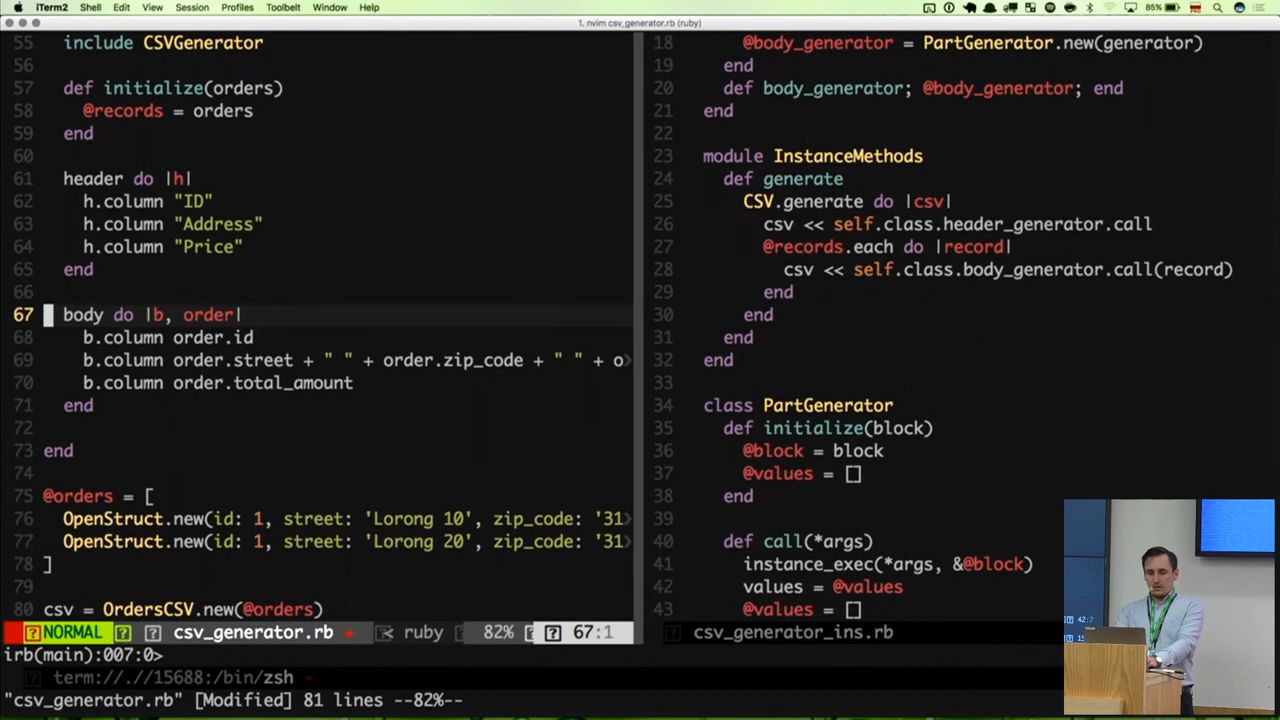 iTerm2 Shell Edit View Session Scripts Profiles Toolbelt Window Help
85%
1. nvim csv_generator.rb (ruby)
55 include CSVGenerator
56
57 def initialize(orders)
58 @records = orders
59 end
60
61 header do |h|
62 h.column "ID"
63 h.column "Address"
64 h.column "Price"
65 end
66
67 body do |b, order|
68 b.column order.id
69 b.column order.street + " " + order.zip_code + " " + o
70 b.column order.total_amount
71 end
72
73 end
74
75 @orders = [
76 OpenStruct.new(id: 1, street: 'Lorong 10', zip_code: '31
77 OpenStruct.new(id: 1, street: 'Lorong 20', zip_code: '31
78 ]
80 csv = OrdersCSV.new(@orders)
NORMAL csv_generator.rb ruby 82% 67:1
18 @body_generator = PartGenerator.new(generator)
19 end
20 def body_generator; @body_generator; end
21 end
22
23 module InstanceMethods
24 def generate
25 CSV.generate do |csv|
26 csv << self.class.header_generator.call
27 @records.each do |record|
28 csv << self.class.body_generator.call(record)
29 end
30 end
31 end
32 end
33
34 class PartGenerator
35 def initialize(block)
36 @block = block
37 @values = []
38 end
39
40 def call(*args)
41 instance_exec(*args, &@block)
42 values = @values
43 @values = []
csv_generator_ins.rb
irb(main):007:0>
term://.//15688:/bin/zsh
"csv_generator.rb" [Modified] 81 lines --82%--